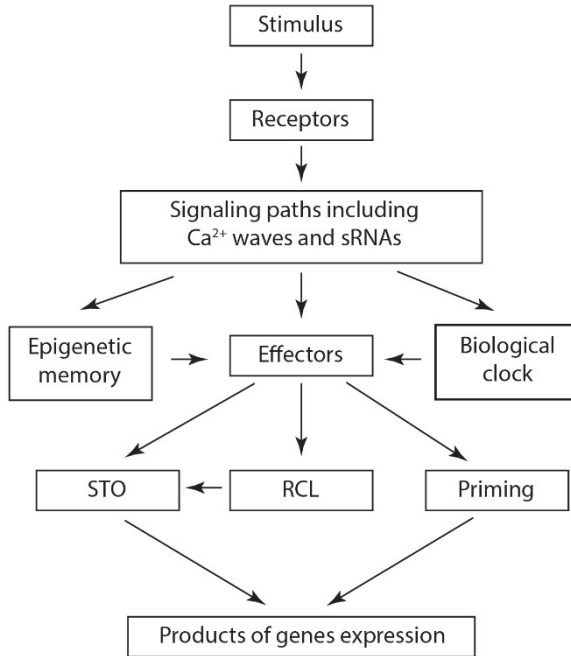 Stimulus
Receptors
Signaling paths including
Ca²⁺ waves and sRNAs
Epigenetic
memory
Effectors
Biological
clock
STO
RCL
Priming
Products of genes expression